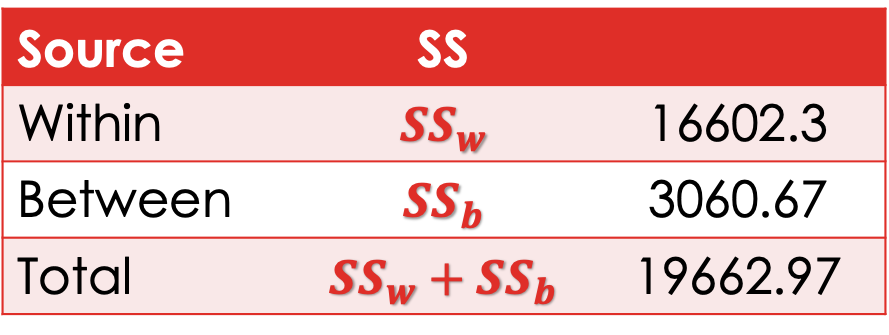 Source SS
Within SSw 16602.3
Between SSb 3060.67
Total SSw + SSb 19662.97